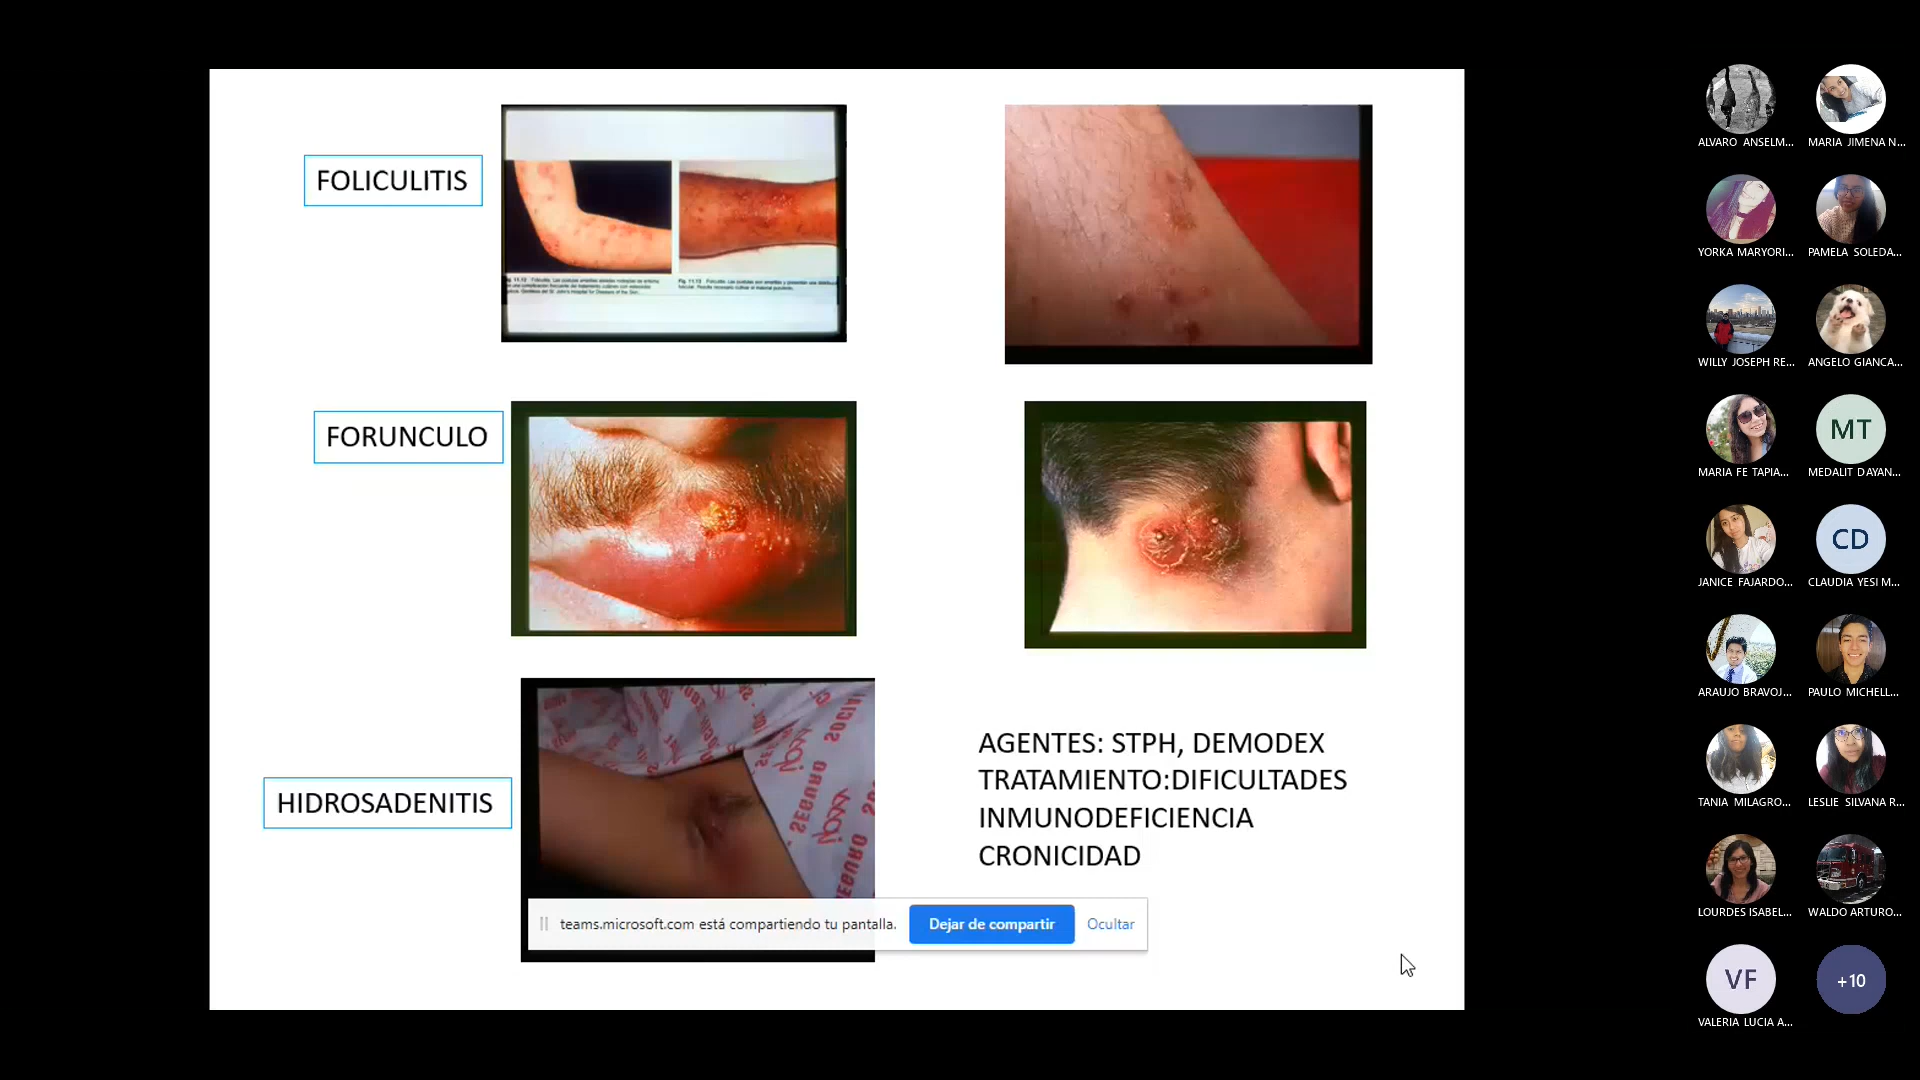 FOLICULITIS
FORUNCULO
HIDROSADENITIS
AGENTES: STPH, DEMODEX
TRATAMIENTO:DIFICULTADES
INMUNODEFICIENCIA
CRONICIDAD
SEGURO SOCIAL
SEGURO
teams.microsoft.com está compartiendo tu pantalla.
Dejar de compartir
Ocultar
ALVARO ANSELM...
MARIA JIMENA N...
YORKA MARYORI...
PAMELA SOLEDA...
WILLY JOSEPH RE...
ANGELO GIANCA...
MARIA FE TAPIA...
MT
MEDALIT DAYAN...
JANICE FAJARDO...
CD
CLAUDIA YESI M...
ARAUJO BRAVOJ...
PAULO MICHELL...
TANIA MILAGRO...
LESLIE SILVANA R...
LOURDES ISABEL...
WALDO ARTURO...
VF
VALERIA LUCIA A...
+10